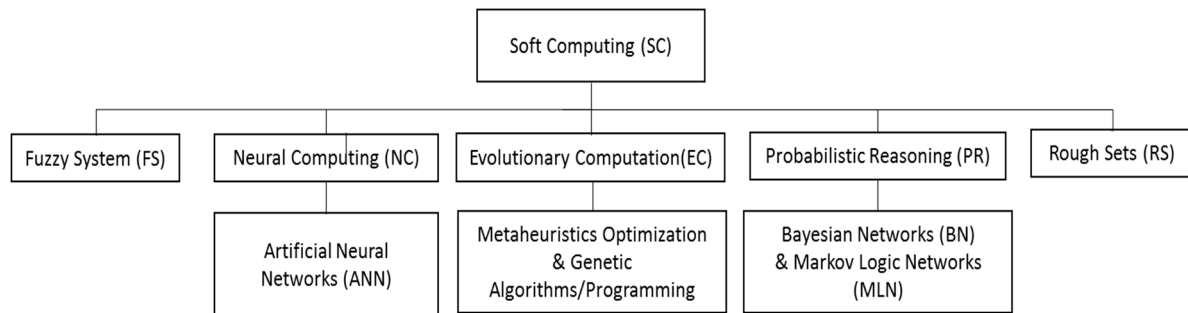 Soft Computing (SC)
Fuzzy System (FS)
Neural Computing (NC)
Evolutionary Computation(EC)
Probabilistic Reasoning (PR)
Rough Sets (RS)
Artificial Neural
Networks (ANN)
Metaheuristics Optimization
& Genetic
Algorithms/Programming
Bayesian Networks (BN)
& Markov Logic Networks
(MLN)